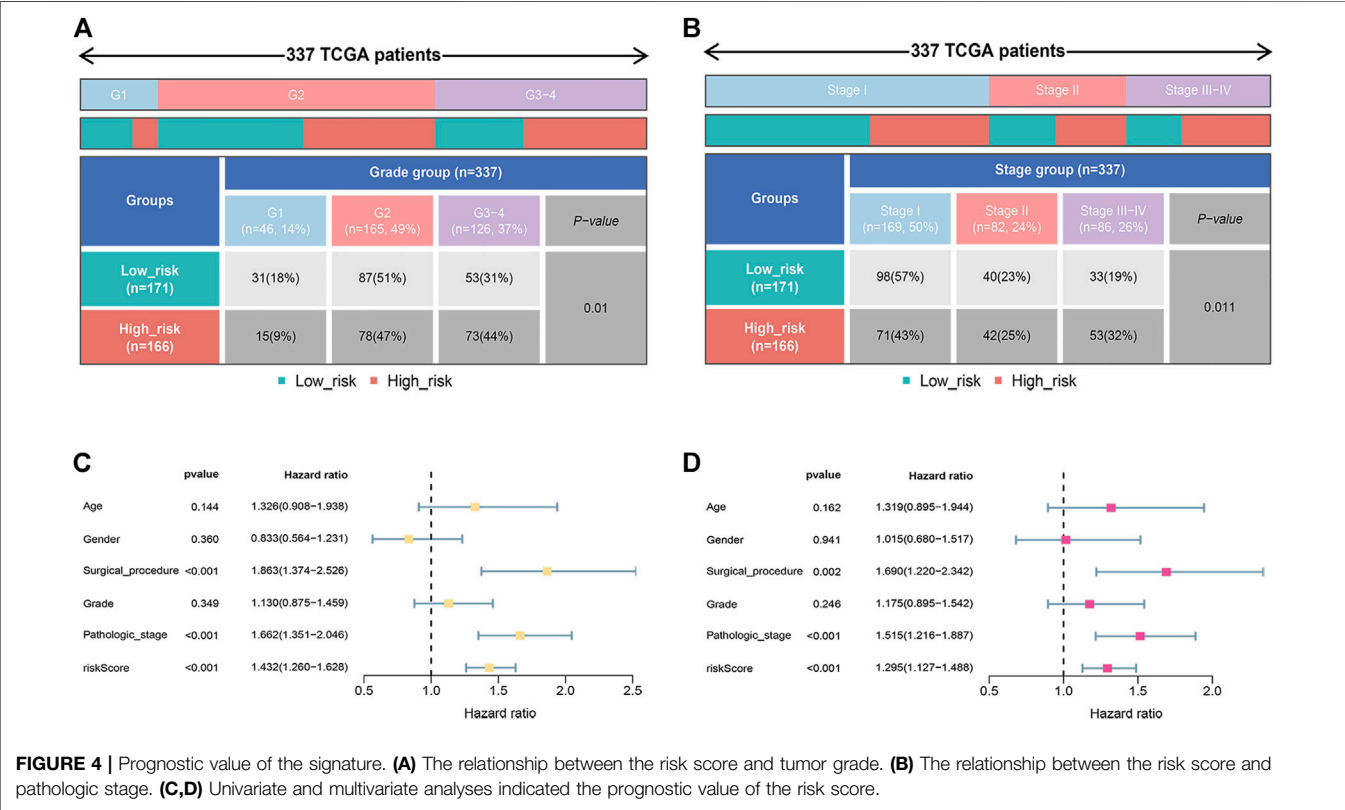 A
337 TCGA patients
G1 G2 G3−4
Groups
Grade group (n=337)
G1 (n=46, 14%)
G2 (n=165, 49%)
G3−4 (n=126, 37%)
P−value
Low_risk (n=171)
31(18%) 87(51%) 53(31%)
0.01
High_risk (n=166)
15(9%) 78(47%) 73(44%)
Low_risk High_risk
B
337 TCGA patients
Stage I Stage II Stage III−IV
Groups
Stage group (n=337)
Stage I (n=169, 50%)
Stage II (n=82, 24%)
Stage III−IV (n=86, 26%)
P−value
Low_risk (n=171)
98(57%) 40(23%) 33(19%)
0.011
High_risk (n=166)
71(43%) 42(25%) 53(32%)
Low_risk High_risk
C
pvalue Hazard ratio
Age 0.144 1.326(0.908−1.938)
Gender 0.360 0.833(0.564−1.231)
Surgical_procedure <0.001 1.863(1.374−2.526)
Grade 0.349 1.130(0.875−1.459)
Pathologic_stage <0.001 1.662(1.351−2.046)
riskScore <0.001 1.432(1.260−1.628)
0.5 1.0 1.5 2.0 2.5
Hazard ratio
D
pvalue Hazard ratio
Age 0.162 1.319(0.895−1.944)
Gender 0.941 1.015(0.680−1.517)
Surgical_procedure 0.002 1.690(1.220−2.342)
Grade 0.246 1.175(0.895−1.542)
Pathologic_stage <0.001 1.515(1.216−1.887)
riskScore <0.001 1.295(1.127−1.488)
0.5 1.0 1.5 2.0
Hazard ratio
FIGURE 4 | Prognostic value of the signature. (A) The relationship between the risk score and tumor grade. (B) The relationship between the risk score and
pathologic stage. (C,D) Univariate and multivariate analyses indicated the prognostic value of the risk score.